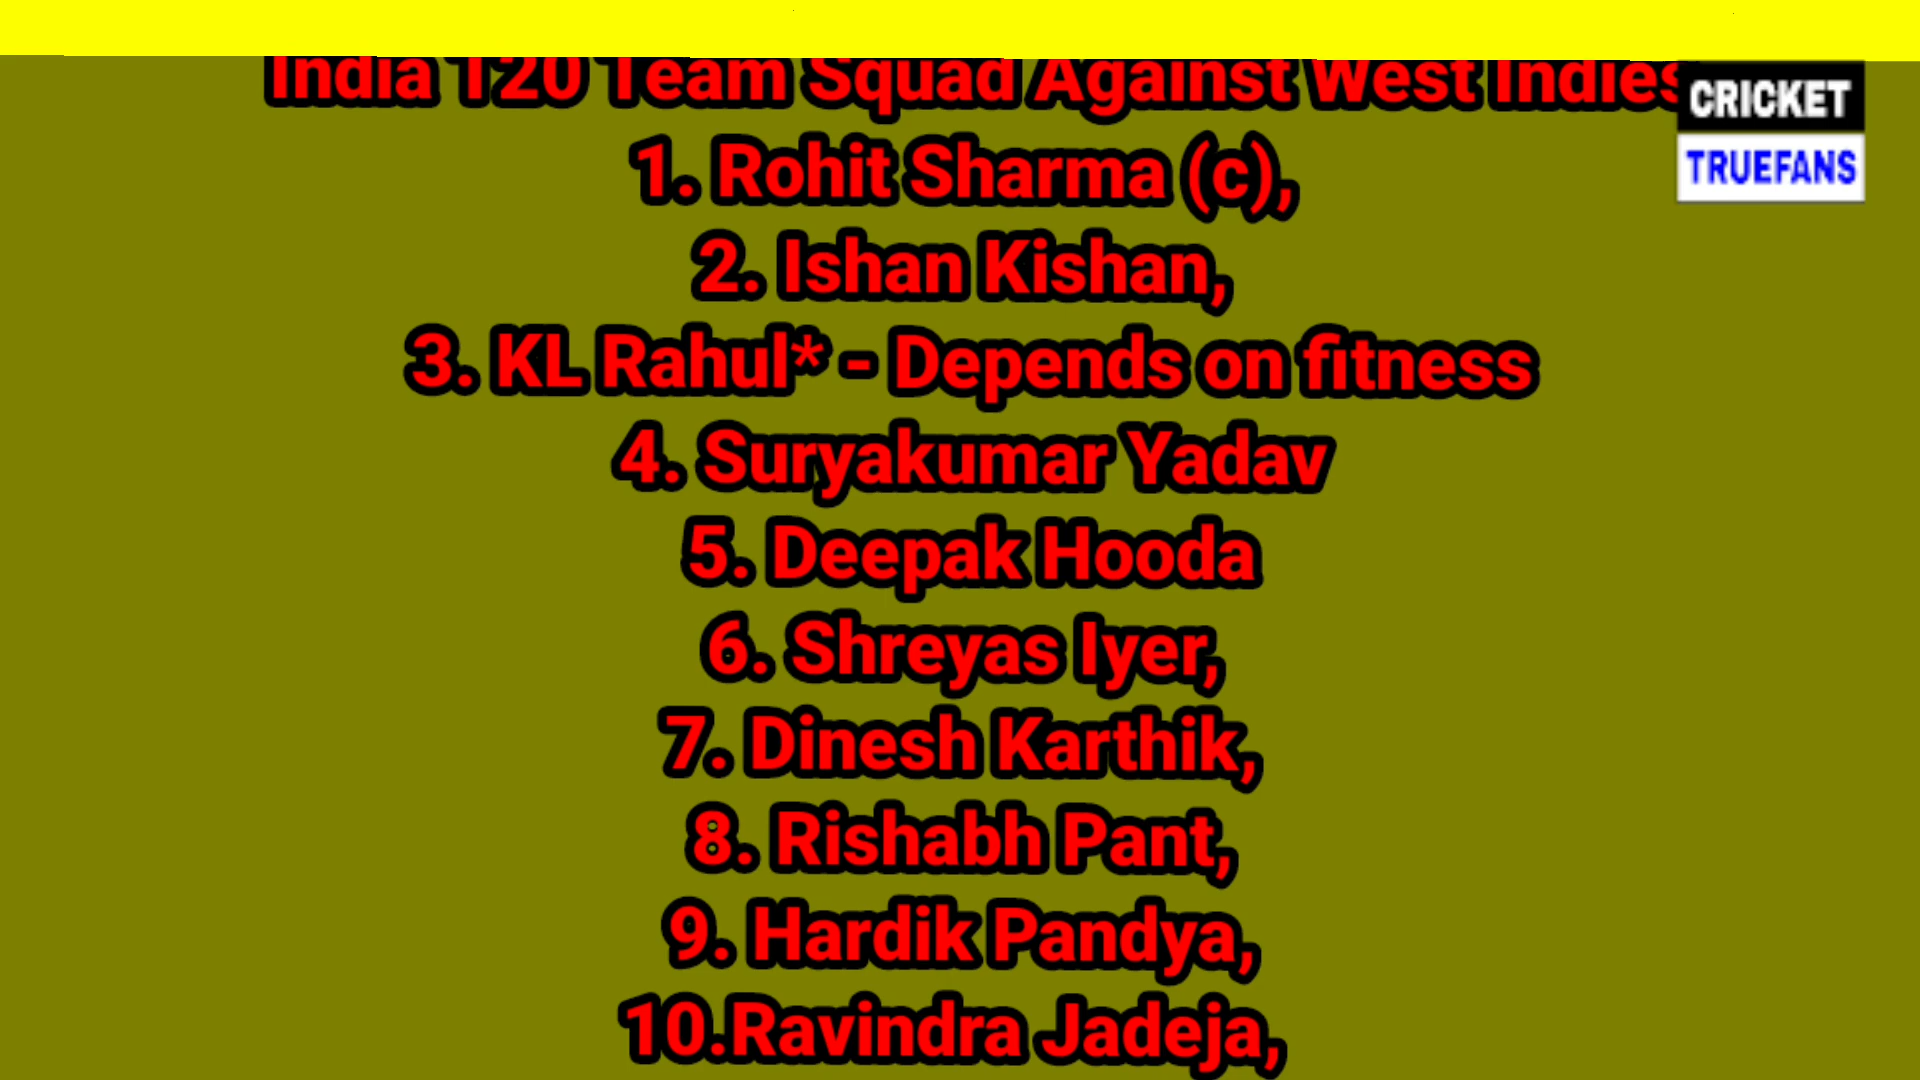 India T20 Team Squad Against West Indies
CRICKET
TRUEFANS
1. Rohit Sharma (c),
2. Ishan Kishan,
3. KL Rahul* - Depends on fitness
4. Suryakumar Yadav
5. Deepak Hooda
6. Shreyas Iyer,
7. Dinesh Karthik,
8. Rishabh Pant,
9. Hardik Pandya,
10.Ravindra Jadeja,